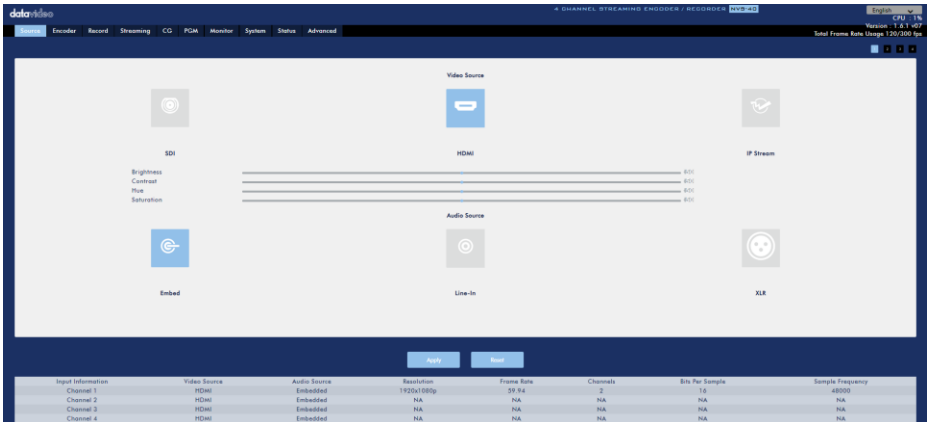 datavideo
4 CHANNEL STREAMING ENCODER / RECORDER NVS-40
English
CPU : 1%
Version : 1.6.1 v07
Total Frame Rate Usage 120/300 fps
Source Encoder Record Streaming CG PGM Monitor System Status Advanced
Video Source
SDI HDMI IP Stream
Brightness
Contrast
Hue
Saturation
Audio Source
Embed Line-In XLR
Apply Reset
Input Information Video Source Audio Source Resolution Frame Rate Channels Bits Per Sample Sample Frequency
Channel 1 HDMI Embedded 1920x1080p 59.94 2 16 48000
Channel 2 HDMI Embedded NA NA NA NA NA
Channel 3 HDMI Embedded NA NA NA NA NA
Channel 4 HDMI Embedded NA NA NA NA NA